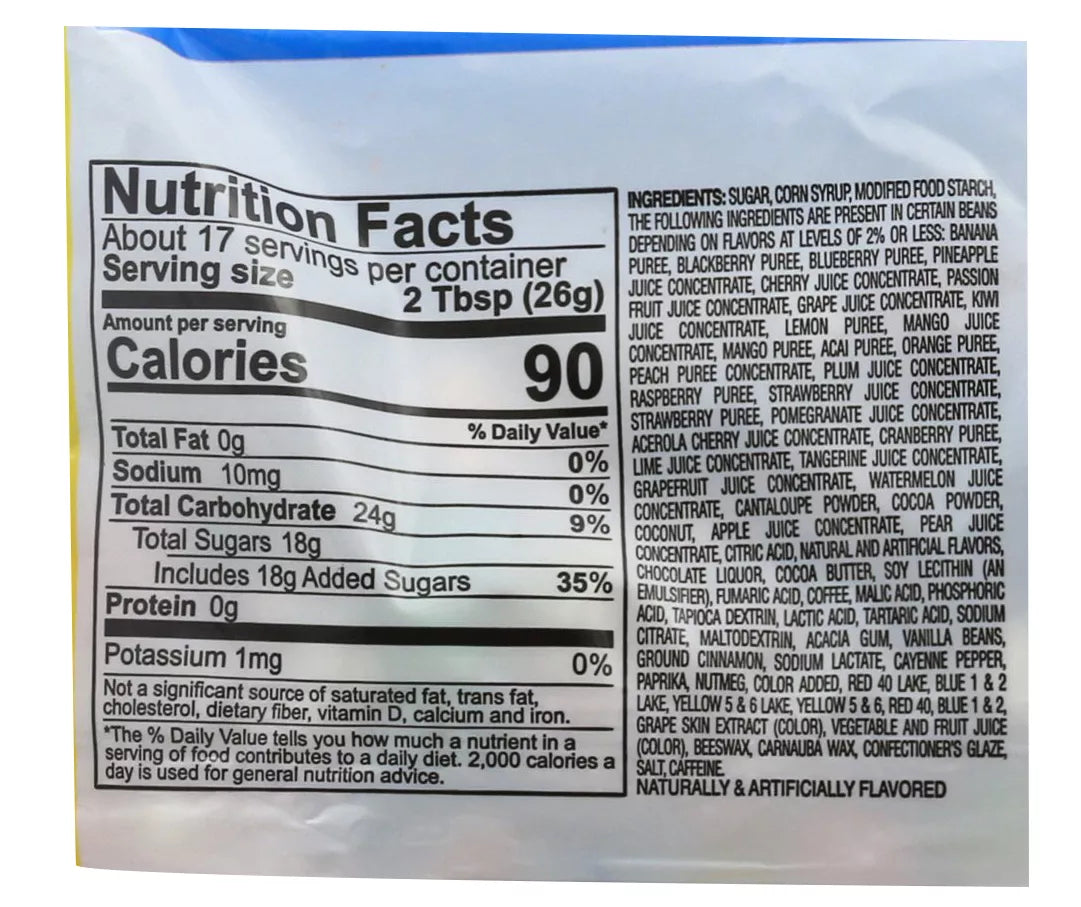 Nutrition Facts
About 17 servings per container
Serving size
2 Tbsp (26g)
Amount per serving
Calories 90
% Daily Value*
Total Fat 0g 0%
Sodium 10mg 0%
Total Carbohydrate 24g 9%
Total Sugars 18g
Includes 18g Added Sugars 35%
Protein 0g
Potassium 1mg 0%
Not a significant source of saturated fat, trans fat,
cholesterol, dietary fiber, vitamin D, calcium and iron.
*The % Daily Value tells you how much a nutrient in a
serving of food contributes to a daily diet. 2,000 calories a
day is used for general nutrition advice.
INGREDIENTS: SUGAR, CORN SYRUP, MODIFIED FOOD STARCH,
THE FOLLOWING INGREDIENTS ARE PRESENT IN CERTAIN BEANS
DEPENDING ON FLAVORS AT LEVELS OF 2% OR LESS: BANANA
PUREE, BLACKBERRY PUREE, BLUEBERRY PUREE, PINEAPPLE
JUICE CONCENTRATE, CHERRY JUICE CONCENTRATE, PASSION
FRUIT JUICE CONCENTRATE, GRAPE JUICE CONCENTRATE, KIWI
JUICE CONCENTRATE, LEMON PUREE, MANGO JUICE
CONCENTRATE, MANGO PUREE, ACAI PUREE, ORANGE PUREE,
PEACH PUREE CONCENTRATE, PLUM JUICE CONCENTRATE,
RASPBERRY PUREE, STRAWBERRY JUICE CONCENTRATE,
STRAWBERRY PUREE, POMEGRANATE JUICE CONCENTRATE,
ACEROLA CHERRY JUICE CONCENTRATE, CRANBERRY PUREE,
LIME JUICE CONCENTRATE, TANGERINE JUICE CONCENTRATE,
GRAPEFRUIT JUICE CONCENTRATE, WATERMELON JUICE
CONCENTRATE, CANTALOUPE POWDER, COCOA POWDER,
COCONUT, APPLE JUICE CONCENTRATE, PEAR JUICE
CONCENTRATE, CITRIC ACID, NATURAL AND ARTIFICIAL FLAVORS,
CHOCOLATE LIQUOR, COCOA BUTTER, SOY LECITHIN (AN
EMULSIFIER), FUMARIC ACID, COFFEE, MALIC ACID, PHOSPHORIC
ACID, TAPIOCA DEXTRIN, LACTIC ACID, TARTARIC ACID, SODIUM
CITRATE, MALTODEXTRIN, ACACIA GUM, VANILLA BEANS,
GROUND CINNAMON, SODIUM LACTATE, CAYENNE PEPPER,
PAPRIKA, NUTMEG, COLOR ADDED, RED 40 LAKE, BLUE 1 & 2
LAKE, YELLOW 5 & 6 LAKE, YELLOW 5 & 6, RED 40, BLUE 1 & 2,
GRAPE SKIN EXTRACT (COLOR), VEGETABLE AND FRUIT JUICE
(COLOR), BEESWAX, CARNAUBA WAX, CONFECTIONER'S GLAZE,
SALT, CAFFEINE.
NATURALLY & ARTIFICIALLY FLAVORED